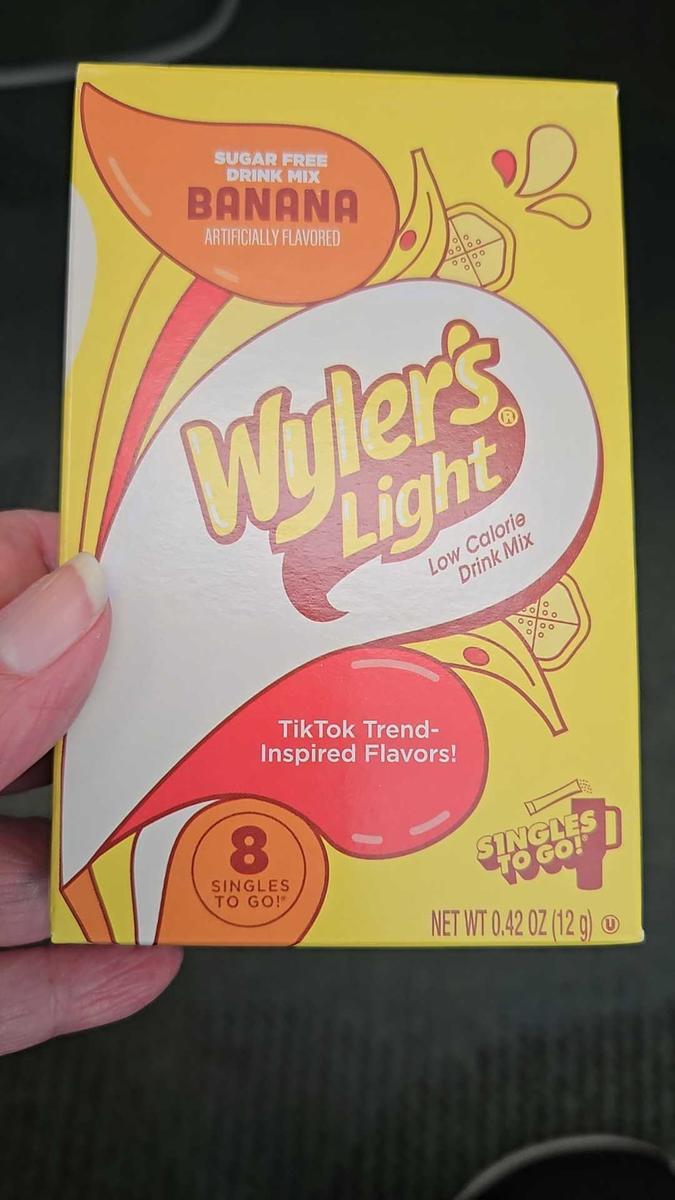 SUGAR FREE
DRINK MIX
BANANA
ARTIFICIALLY FLAVORED
Wyler's®
Light
Low Calorie
Drink Mix
TikTok Trend-
Inspired Flavors!
8
SINGLES
TO GO!®
SINGLES
TO GO!®
NET WT 0.42 OZ (12 g) U